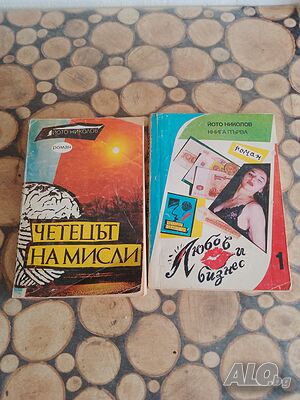 ЙОТО НИКОЛОВ
роман
ЧЕТЕЦЪТ
НА МИСЛИ
ЙОТО НИКОЛОВ
КНИГА ПЪРВА
роман
Любов
и
бизнес
1
ALO.bg